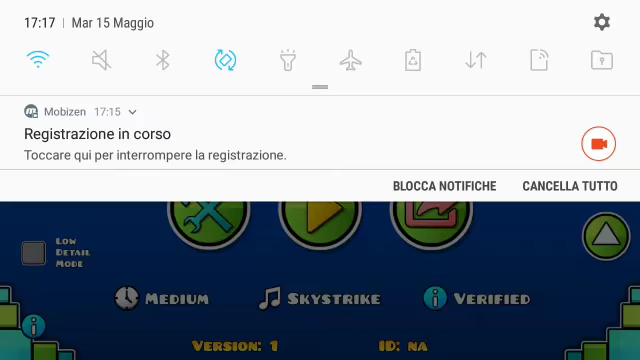 17:17 | Mar 15 Maggio
Mobizen 17:15
Registrazione in corso
Toccare qui per interrompere la registrazione.
BLOCCA NOTIFICHE CANCELLA TUTTO
Low
Detail
Mode
Medium Skystrike Verified
Version: 1 ID: na